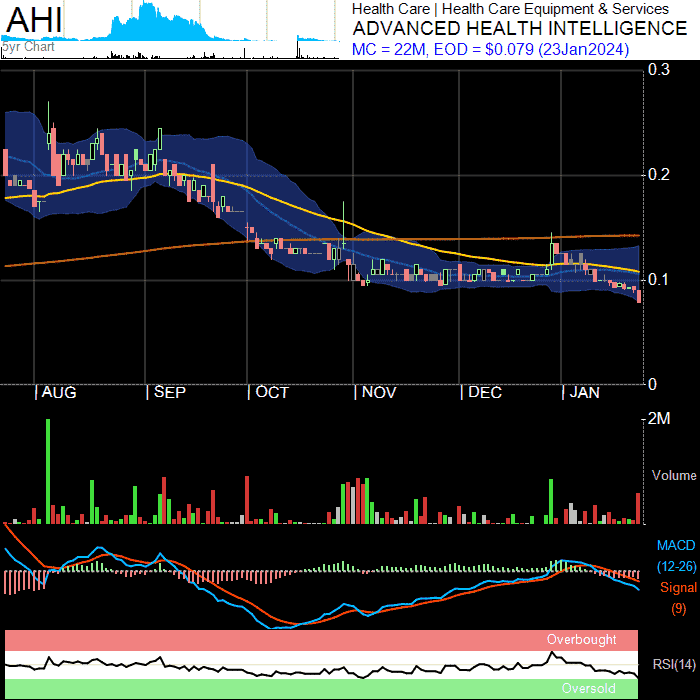 AHI
Health Care | Health Care Equipment & Services
ADVANCED HEALTH INTELLIGENCE
MC = 22M, EOD = $0.079 (23Jan2024)
5yr Chart
0.3
0.2
0.1
0
| AUG | SEP | OCT | NOV | DEC | JAN
2M
Volume
MACD
(12-26)
Signal
(9)
Overbought
RSI(14)
Oversold